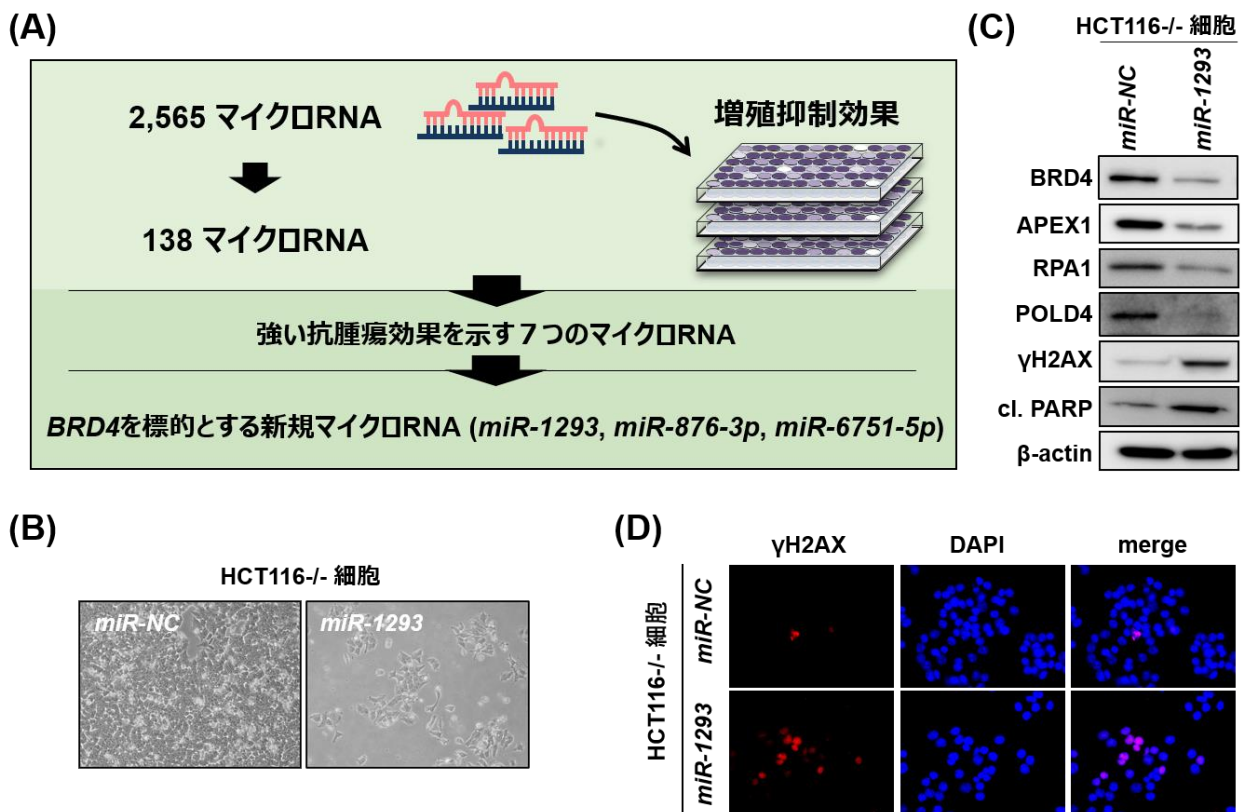 (A)
2,565 マイクロRNA
増殖抑制効果
138 マイクロRNA
強い抗腫瘍効果を示す７つのマイクロRNA
BRD4を標的とする新規マイクロRNA (miR-1293, miR-876-3p, miR-6751-5p)
(B)
HCT116-/- 細胞
miR-NC
miR-1293
(C)
HCT116-/- 細胞
miR-NC
miR-1293
BRD4
APEX1
RPA1
POLD4
γH2AX
cl. PARP
β-actin
(D)
γH2AX
DAPI
merge
HCT116-/- 細胞
miR-NC
miR-1293